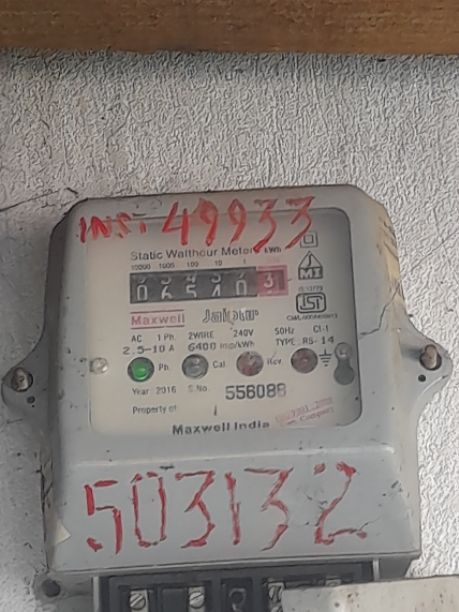 INST 49933
Static Watthour Meter kWh
10000 1000 100 10 1
Maxwell Jaipur
AC 1 Ph. 2WIRE 240V 50Hz Cl-1
2.5-10 A 6400 imp/kWh TYPE: RS-14
Ph. Cal. Rev.
Year 2016 S.No. 556088
Property of
Maxwell India
503132